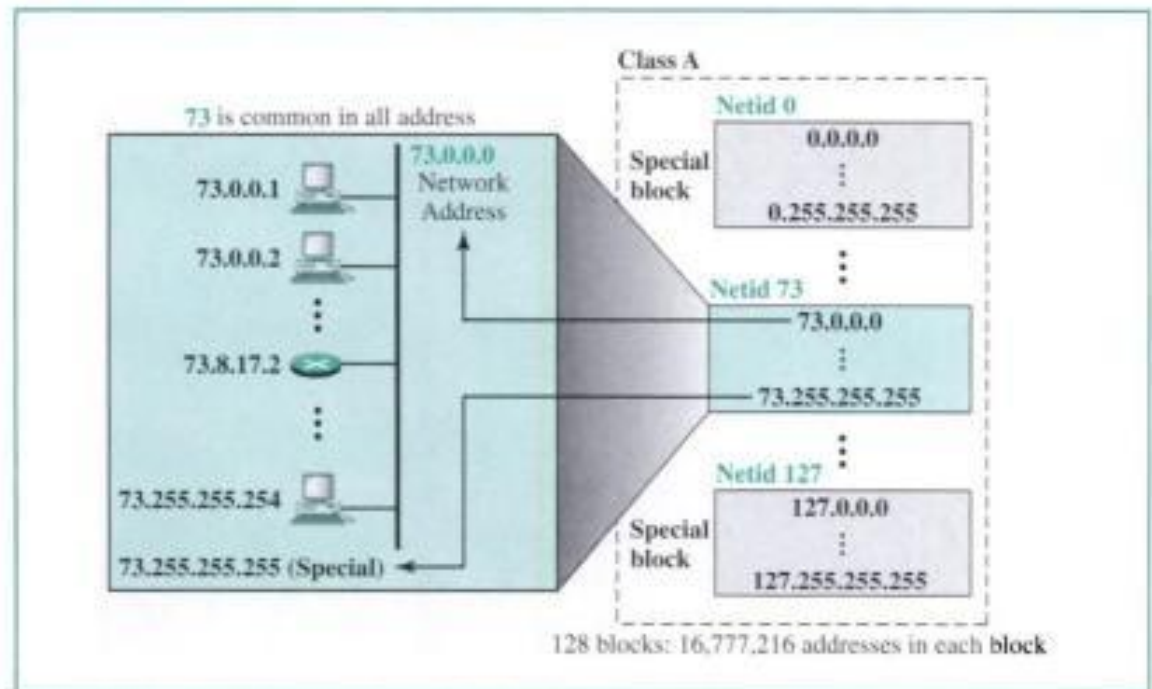 Class A
73 is common in all address
73.0.0.0
Network
Address
73.0.0.1
73.0.0.2
73.8.17.2
73.255.255.254
73.255.255.255 (Special)
Netid 0
Special
block
0.0.0.0
0.255.255.255
Netid 73
73.0.0.0
73.255.255.255
Netid 127
Special
block
127.0.0.0
127.255.255.255
128 blocks: 16,777,216 addresses in each block